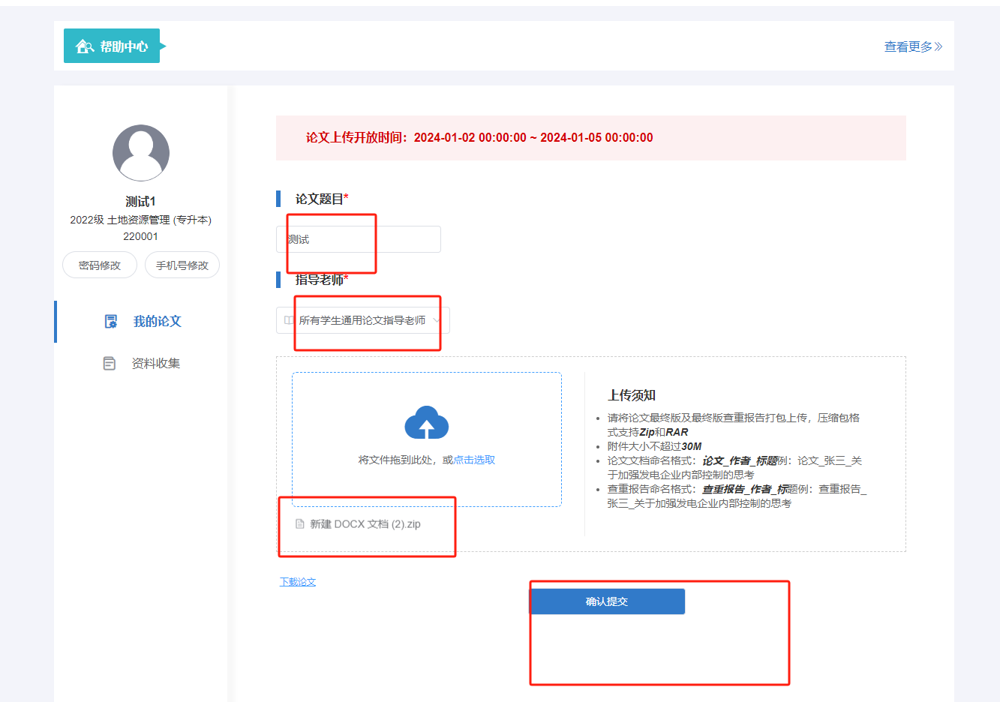 帮助中心
查看更多
测试1
2022级 土地资源管理 (专升本)
220001
密码修改
手机号修改
我的论文
资料收集
论文上传开放时间：2024-01-02 00:00:00 ~ 2024-01-05 00:00:00
论文题目*
测试
指导老师*
所有学生通用论文指导老师
将文件拖到此处，或点击选取
新建 DOCX 文档 (2).zip
上传须知
请将论文最终版及最终版查重报告打包上传，压缩包格
式支持Zip和RAR
附件大小不超过30M
论文文档命名格式：论文_作者_标题例：论文_张三_关
于加强发电企业内部控制的思考
查重报告命名格式：查重报告_作者_标题例：查重报告_
张三_关于加强发电企业内部控制的思考
下载论文
确认提交